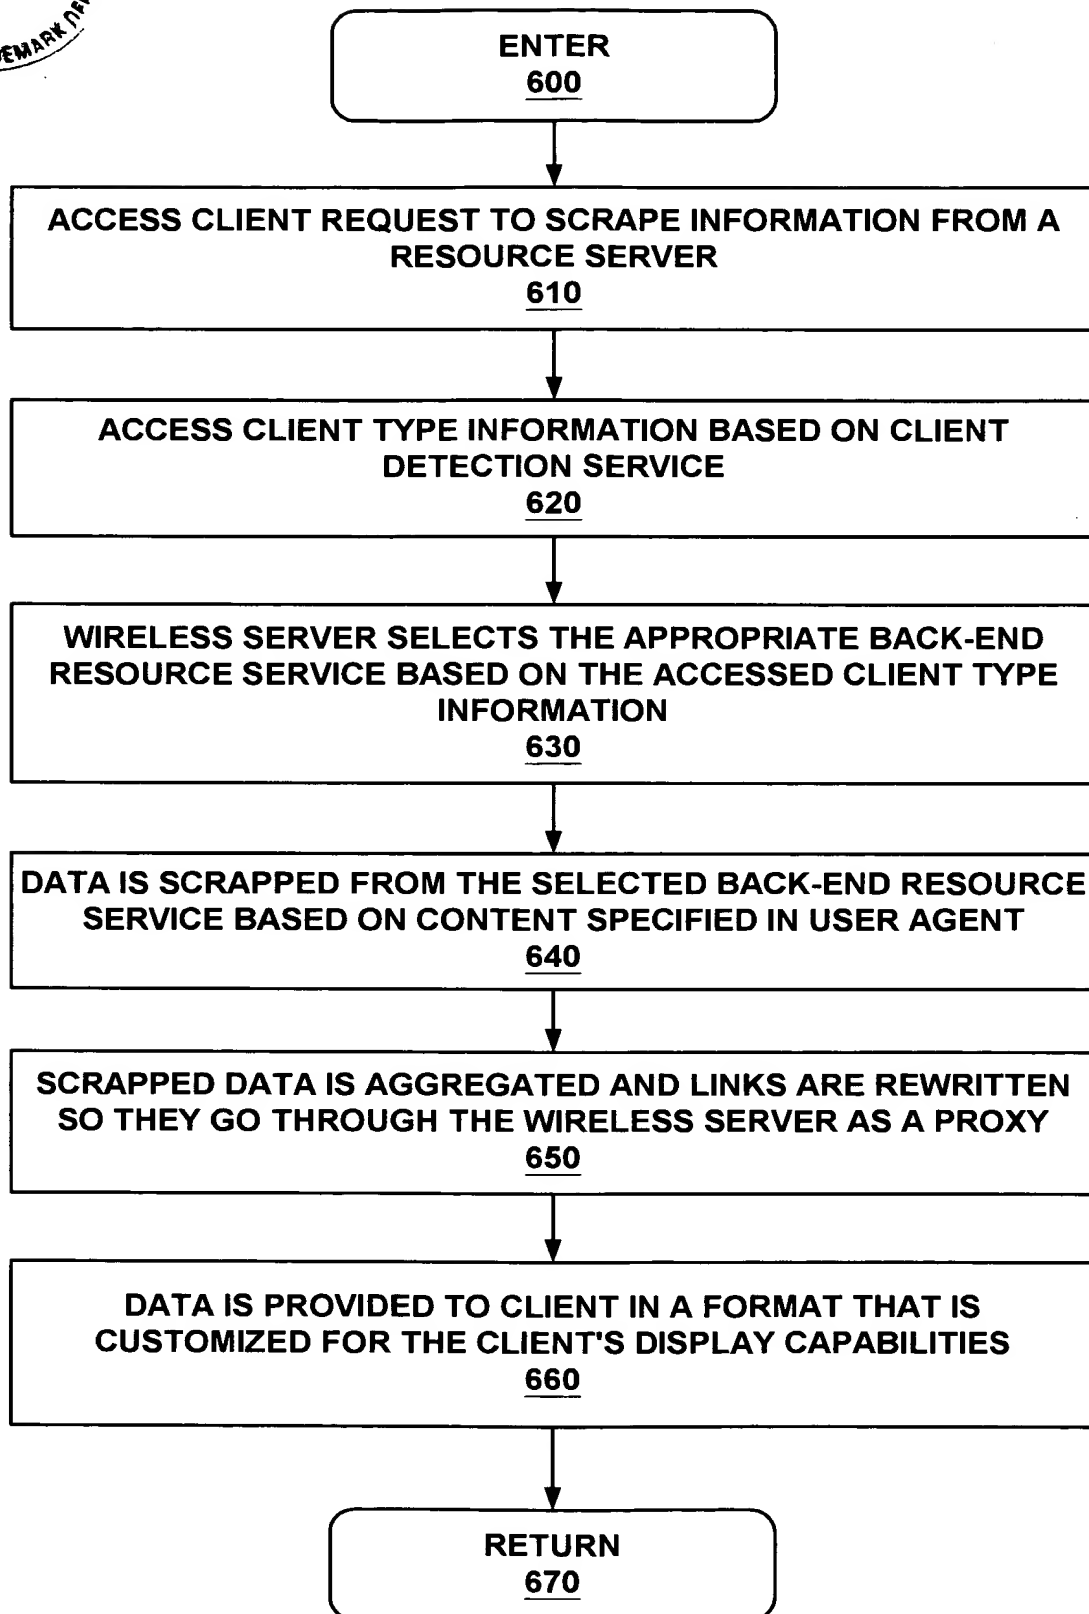 ENTER
600
ACCESS CLIENT REQUEST TO SCRAPE INFORMATION FROM A
RESOURCE SERVER
610
ACCESS CLIENT TYPE INFORMATION BASED ON CLIENT
DETECTION SERVICE
620
WIRELESS SERVER SELECTS THE APPROPRIATE BACK-END
RESOURCE SERVICE BASED ON THE ACCESSED CLIENT TYPE
INFORMATION
630
DATA IS SCRAPPED FROM THE SELECTED BACK-END RESOURCE
SERVICE BASED ON CONTENT SPECIFIED IN USER AGENT
640
SCRAPPED DATA IS AGGREGATED AND LINKS ARE REWRITTEN
SO THEY GO THROUGH THE WIRELESS SERVER AS A PROXY
650
DATA IS PROVIDED TO CLIENT IN A FORMAT THAT IS
CUSTOMIZED FOR THE CLIENT'S DISPLAY CAPABILITIES
660
RETURN
670